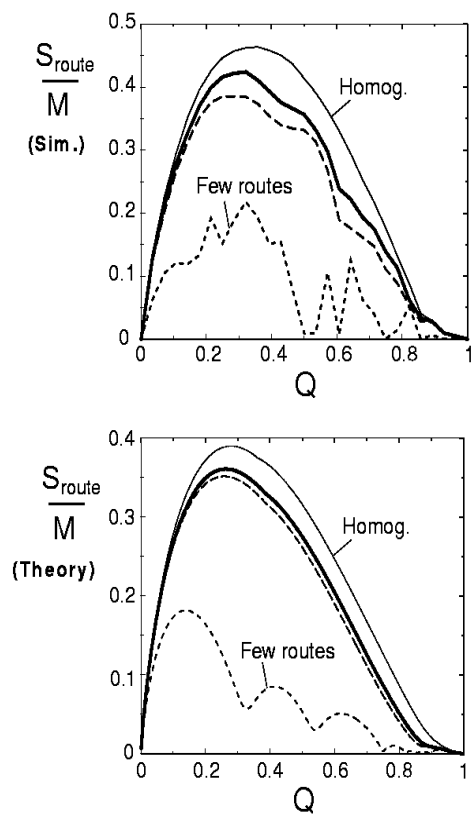 0.5
S_route
M
(Sim.)
0.4
0.3
0.2
0.1
0
Homog.
Few routes
0 0.2 0.4 0.6 0.8 1
Q
0.4
S_route
M
(Theory)
0.3
0.2
0.1
0
Homog.
Few routes
0 0.2 0.4 0.6 0.8 1
Q